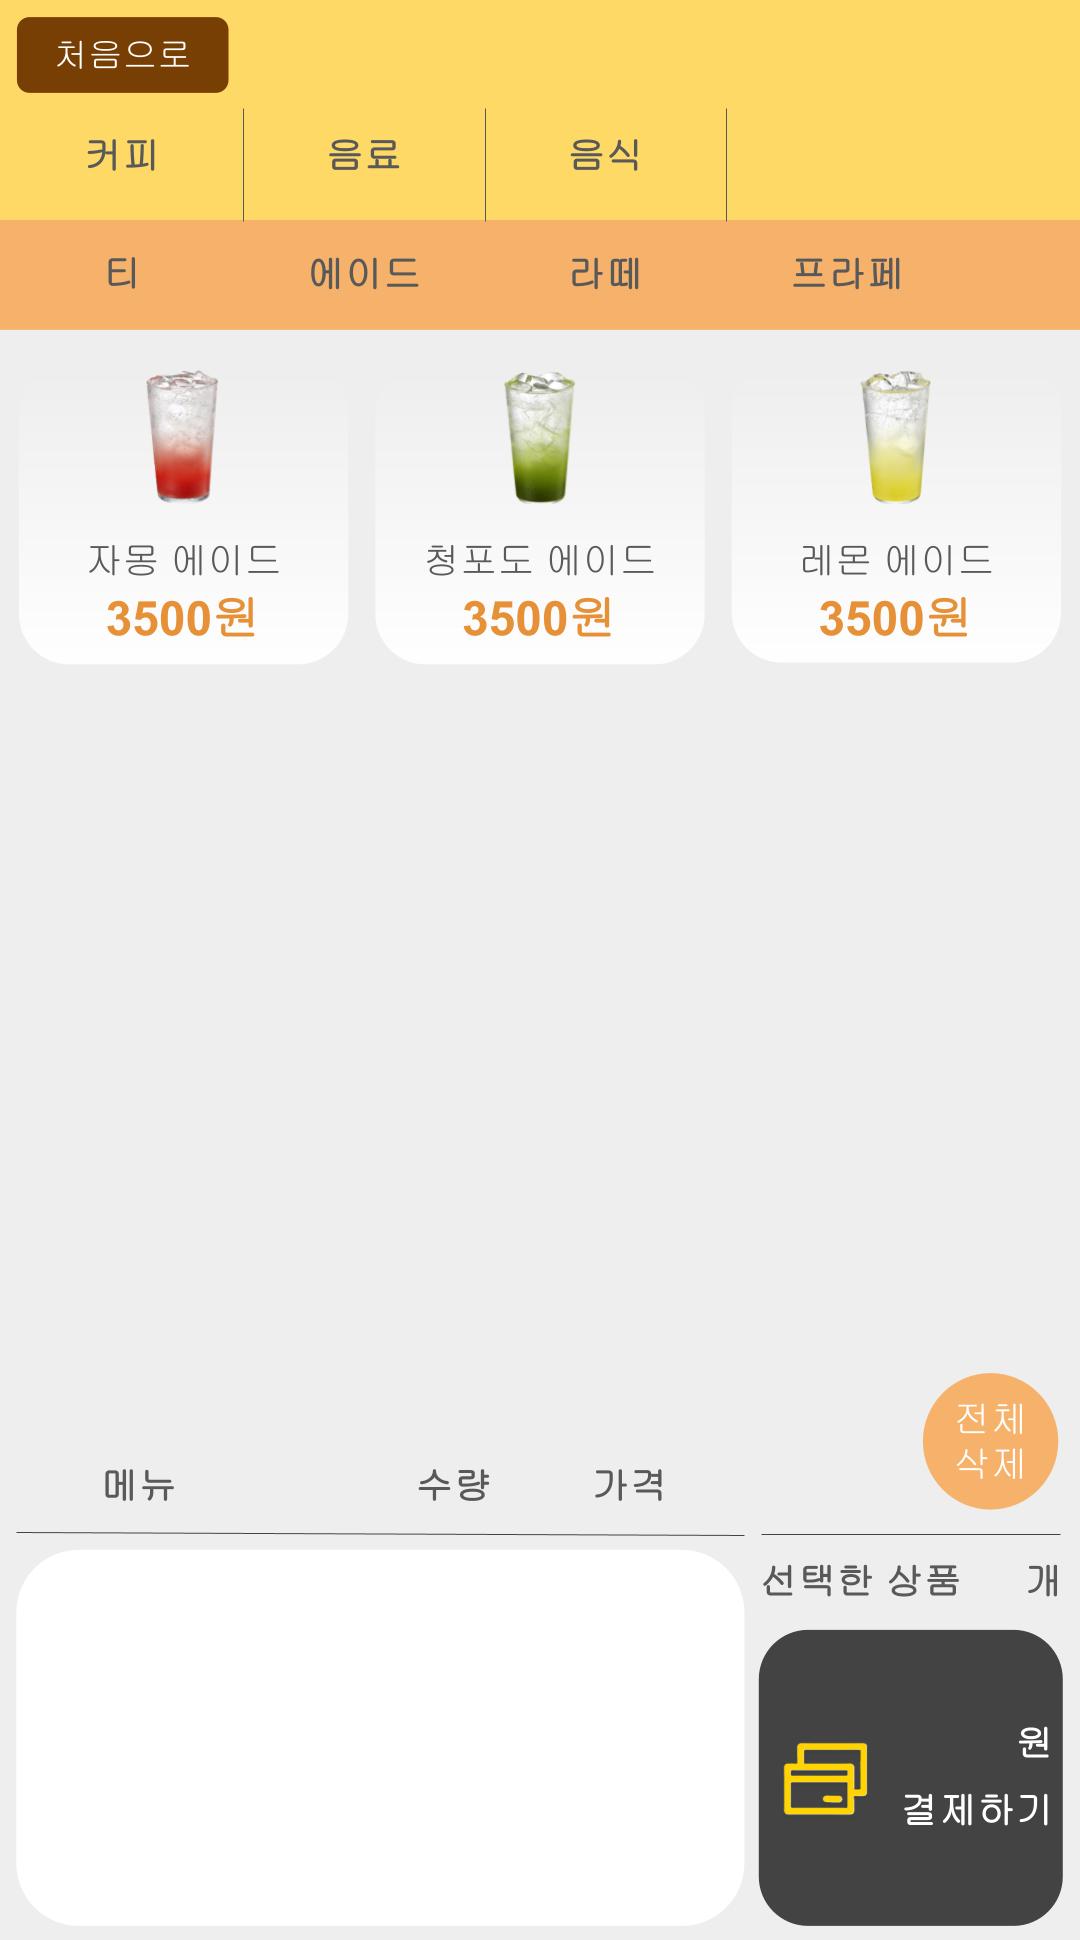 처음으로
커피 음료 음식
티 에이드 라떼 프라페
자몽 에이드 청포도 에이드 레몬 에이드
3500원 3500원 3500원
전체
삭제
메뉴 수량 가격
선택한 상품 개
원
결제하기